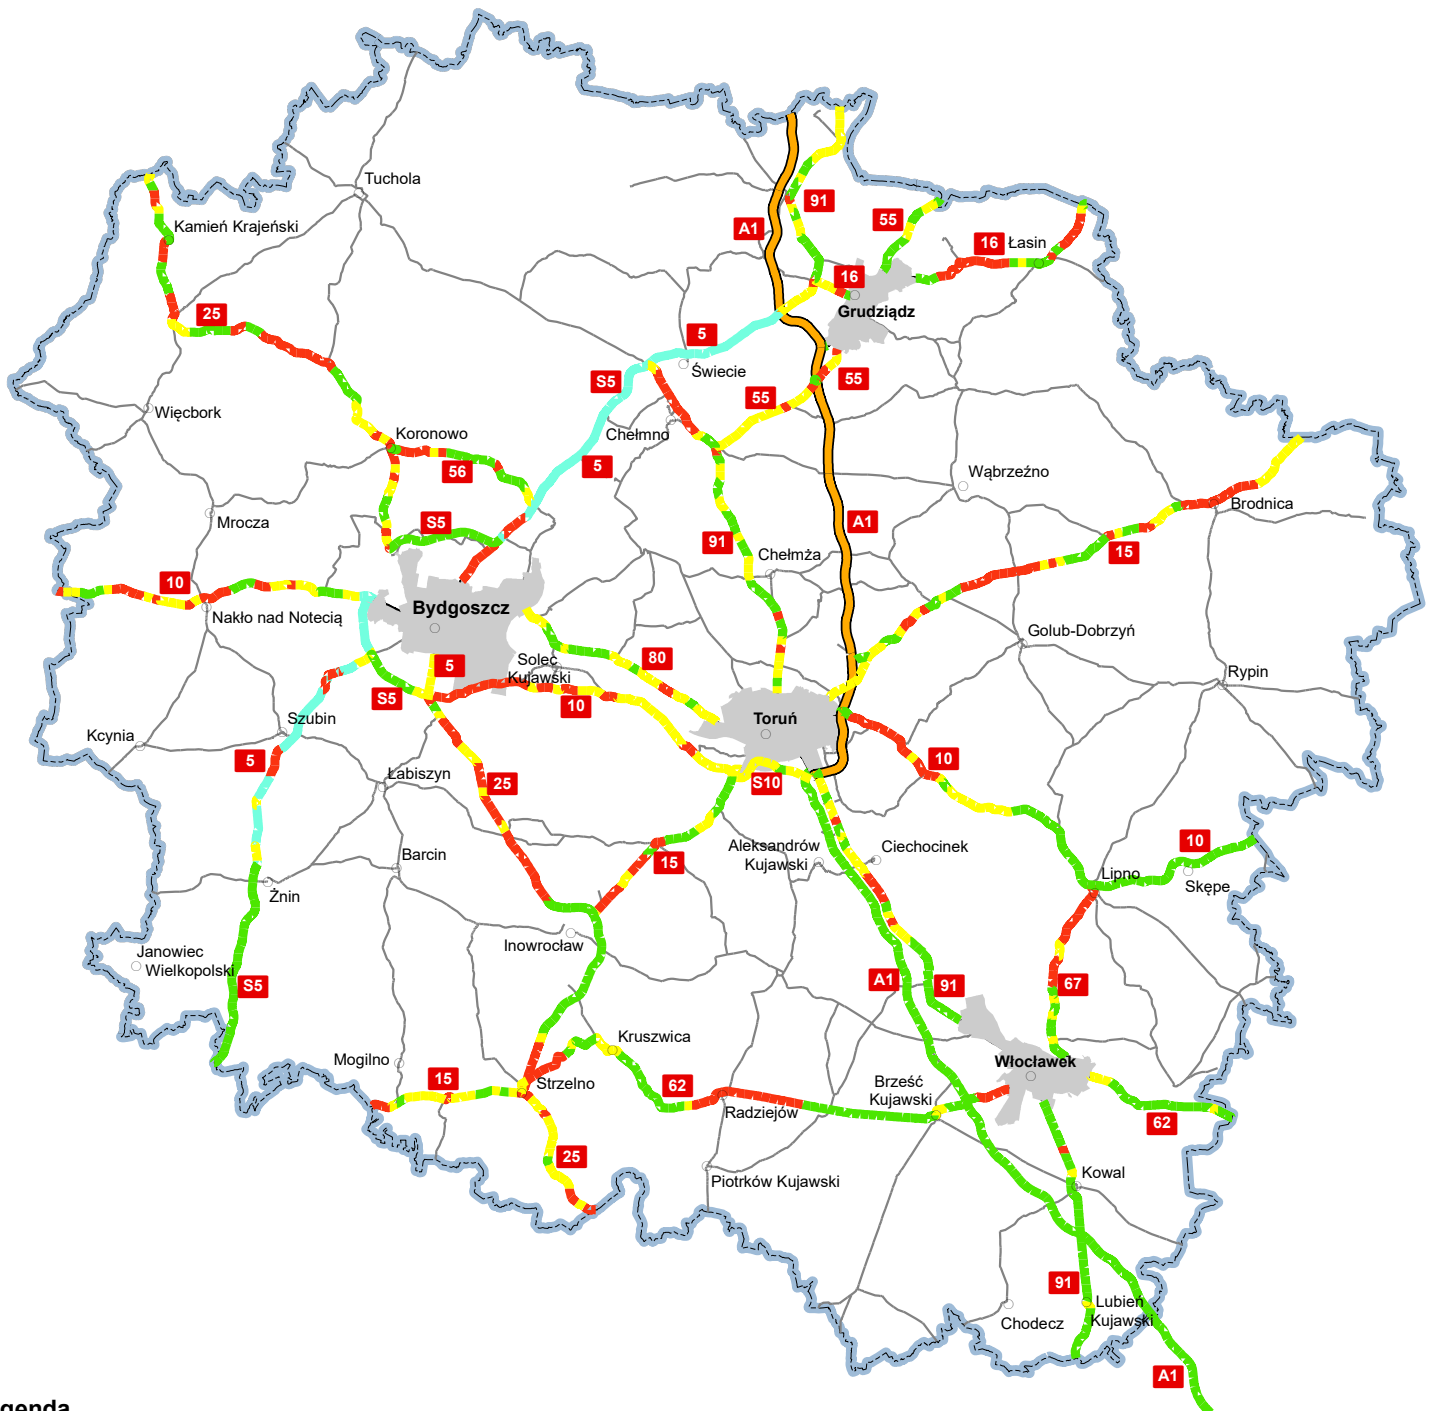 Tuchola
91
55
A1
Kamień Krajeński
16
Łasin
16
25
Grudziądz
5
Świecie
S5
55
55
Więcbork
Koronowo
Chełmno
56
5
Wąbrzeźno
Brodnica
Mrocza
S5
A1
91
Chełmża
15
10
Bydgoszcz
Nakło nad Notecią
Golub-Dobrzyń
80
Solec
Kujawski
5
Rypin
S5
10
Toruń
Szubin
Kcynia
5
10
Łabiszyn
25
S10
Aleksandrów
Kujawski
Ciechocinek
10
Barcin
15
Lipno
Skępe
Żnin
Inowrocław
Janowiec
Wielkopolski
S5
A1
91
67
Kruszwica
Mogilno
Włocławek
15
Strzelno
62
Brześć
Kujawski
Radziejów
62
25
Piotrków Kujawski
Kowal
91
Lubień
Kujawski
Chodecz
A1
genda